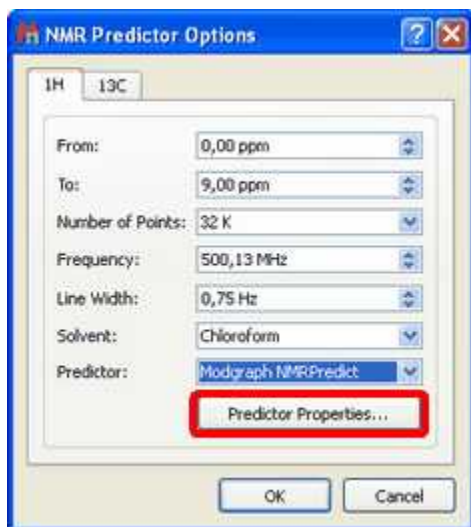 NMR Predictor Options
1H 13C
From: 0,00 ppm
To: 9,00 ppm
Number of Points: 32 K
Frequency: 500,13 MHz
Line Width: 0,75 Hz
Solvent: Chloroform
Predictor: Modgraph NMRPredict
Predictor Properties...
OK Cancel